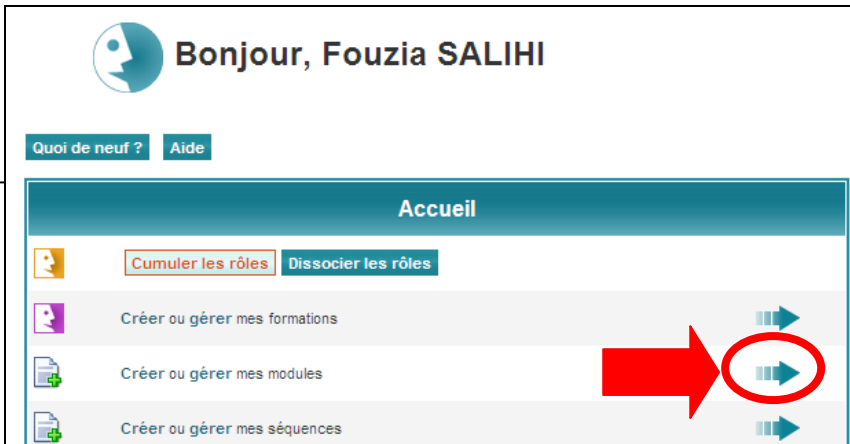 Bonjour, Fouzia SALIHI
Quoi de neuf ? Aide
Accueil
Cumuler les rôles Dissocier les rôles
Créer ou gérer mes formations
Créer ou gérer mes modules
Créer ou gérer mes séquences